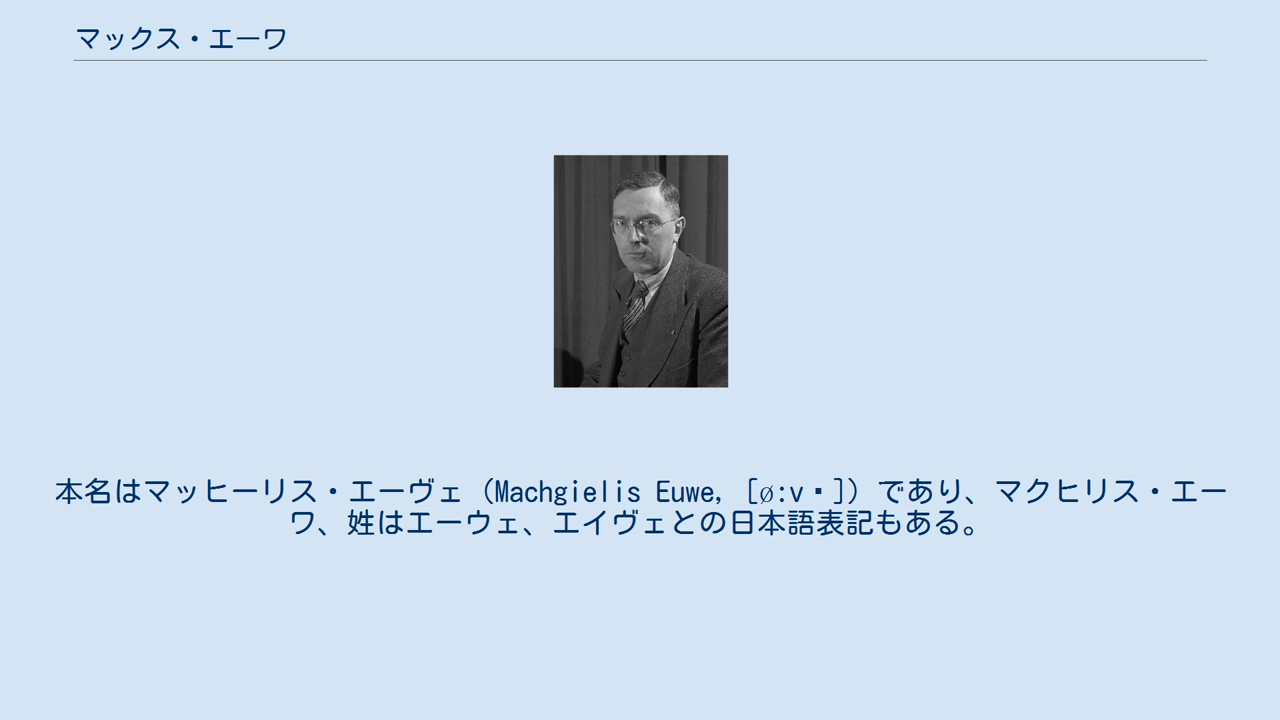 マックス・エーワ
本名はマッヒーリス・エーヴェ（Machgielis Euwe, [ø:v▪]）であり、マクヒリス・エー
ワ、姓はエーウェ、エイヴェとの日本語表記もある。